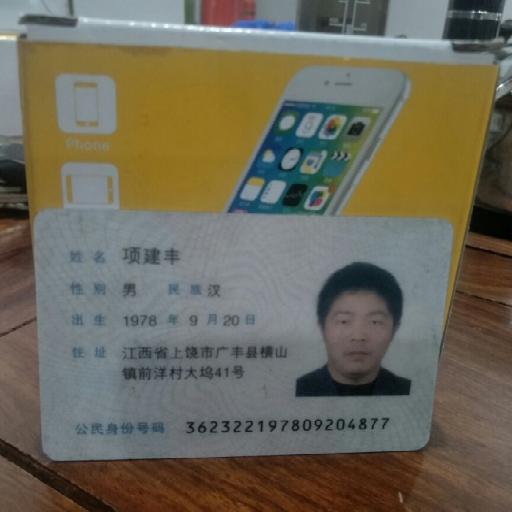 iPhone
姓名 项建丰
性别 男 民族 汉
出生 1978 年 9 月 20 日
住址 江西省上饶市广丰县横山
镇前洋村大坞41号
公民身份号码 362322197809204877